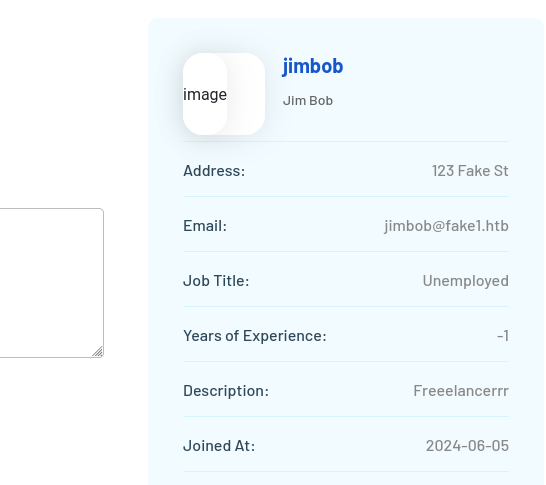 image
jimbob
Jim Bob
Address: 123 Fake St
Email: jimbob@fake1.htb
Job Title: Unemployed
Years of Experience: -1
Description: Freeelancerrr
Joined At: 2024-06-05